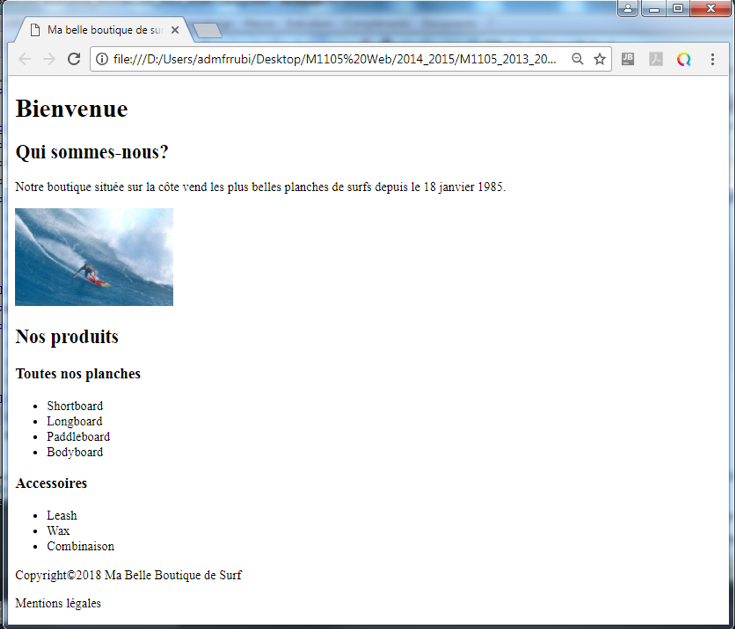 Ma belle boutique de su
file:///D:/Users/admfrrubi/Desktop/M1105%20Web/2014_2015/M1105_2013_20...
Bienvenue
Qui sommes-nous?
Notre boutique située sur la côte vend les plus belles planches de surfs depuis le 18 janvier 1985.
Nos produits
Toutes nos planches
• Shortboard
• Longboard
• Paddleboard
• Bodyboard
Accessoires
• Leash
• Wax
• Combinaison
Copyright©2018 Ma Belle Boutique de Surf
Mentions légales